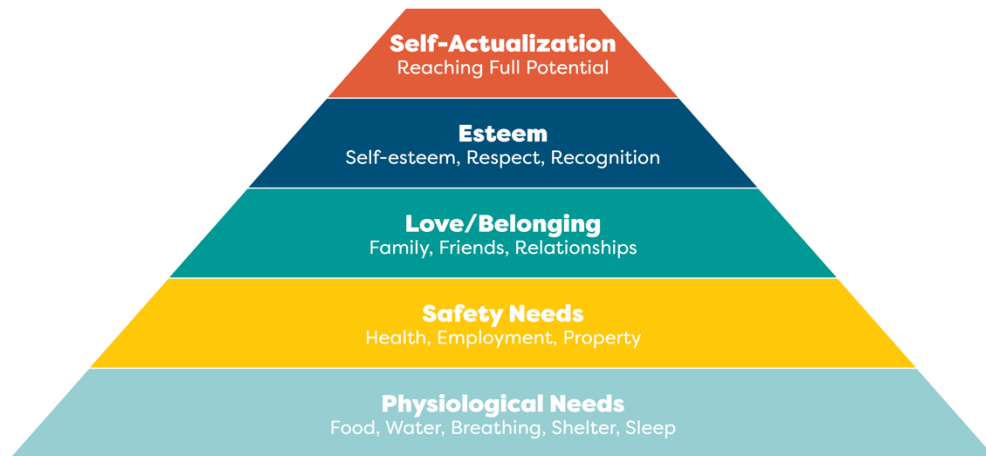 Self-Actualization
Reaching Full Potential
Esteem
Self-esteem, Respect, Recognition
Love/Belonging
Family, Friends, Relationships
Safety Needs
Health, Employment, Property
Physiological Needs
Food, Water, Breathing, Shelter, Sleep